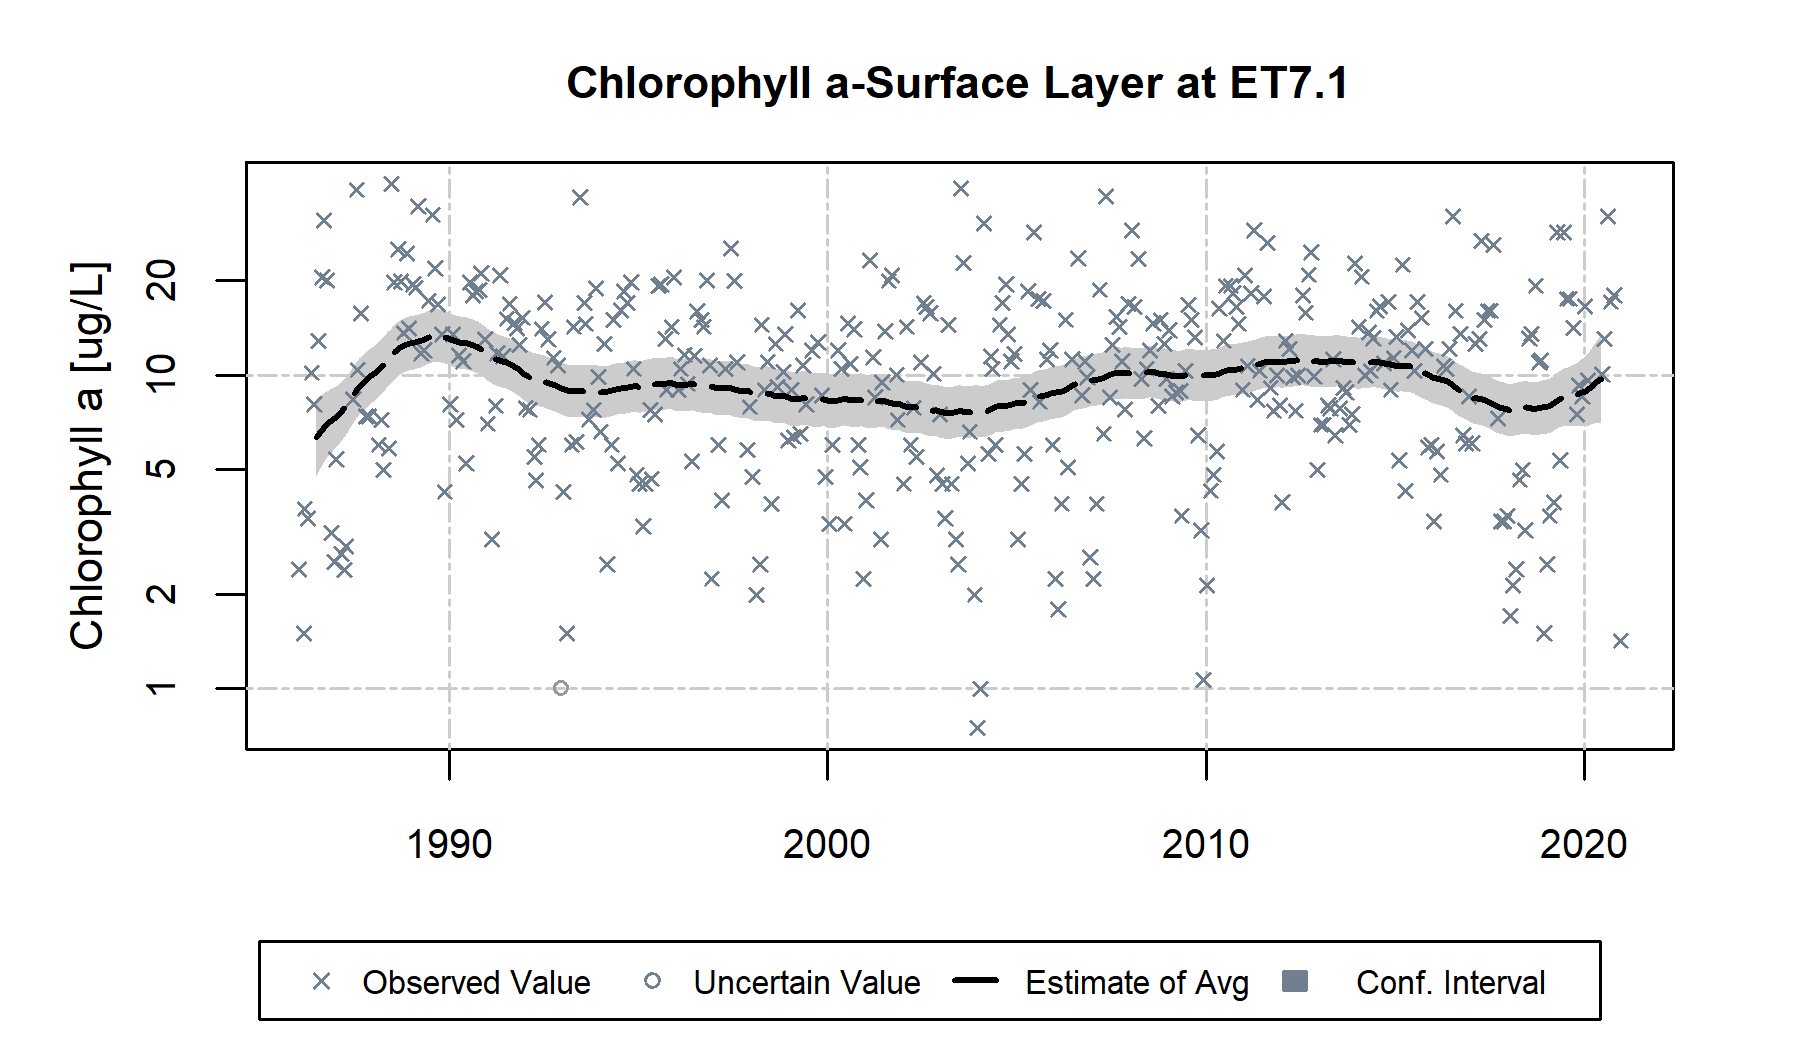 Chlorophyll a-Surface Layer at ET7.1
Chlorophyll a [ug/L]
20
10
5
2
1
1990 2000 2010 2020
Observed Value Uncertain Value Estimate of Avg Conf. Interval